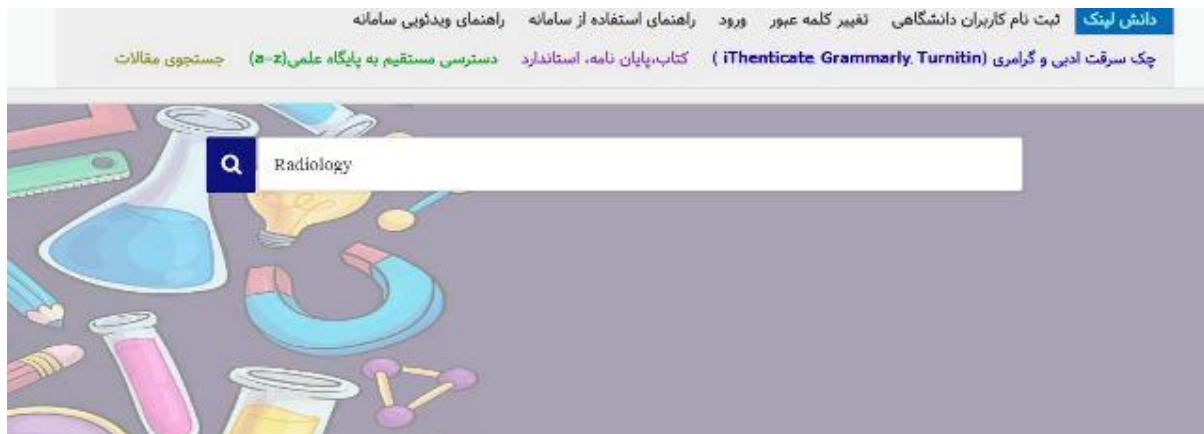 دانش لینک ثبت نام کاربران دانشگاهی تغییر کلمه عبور ورود راهنمای استفاده از سامانه راهنمای ویدئویی سامانه
چک سرقت ادبی و گرامری (iThenticate, Grammarly, Turnitin ) کتاب،پایان نامه، استاندارد دسترسی مستقیم به پایگاه علمی(a-z) جستجوی مقالات
Radiology